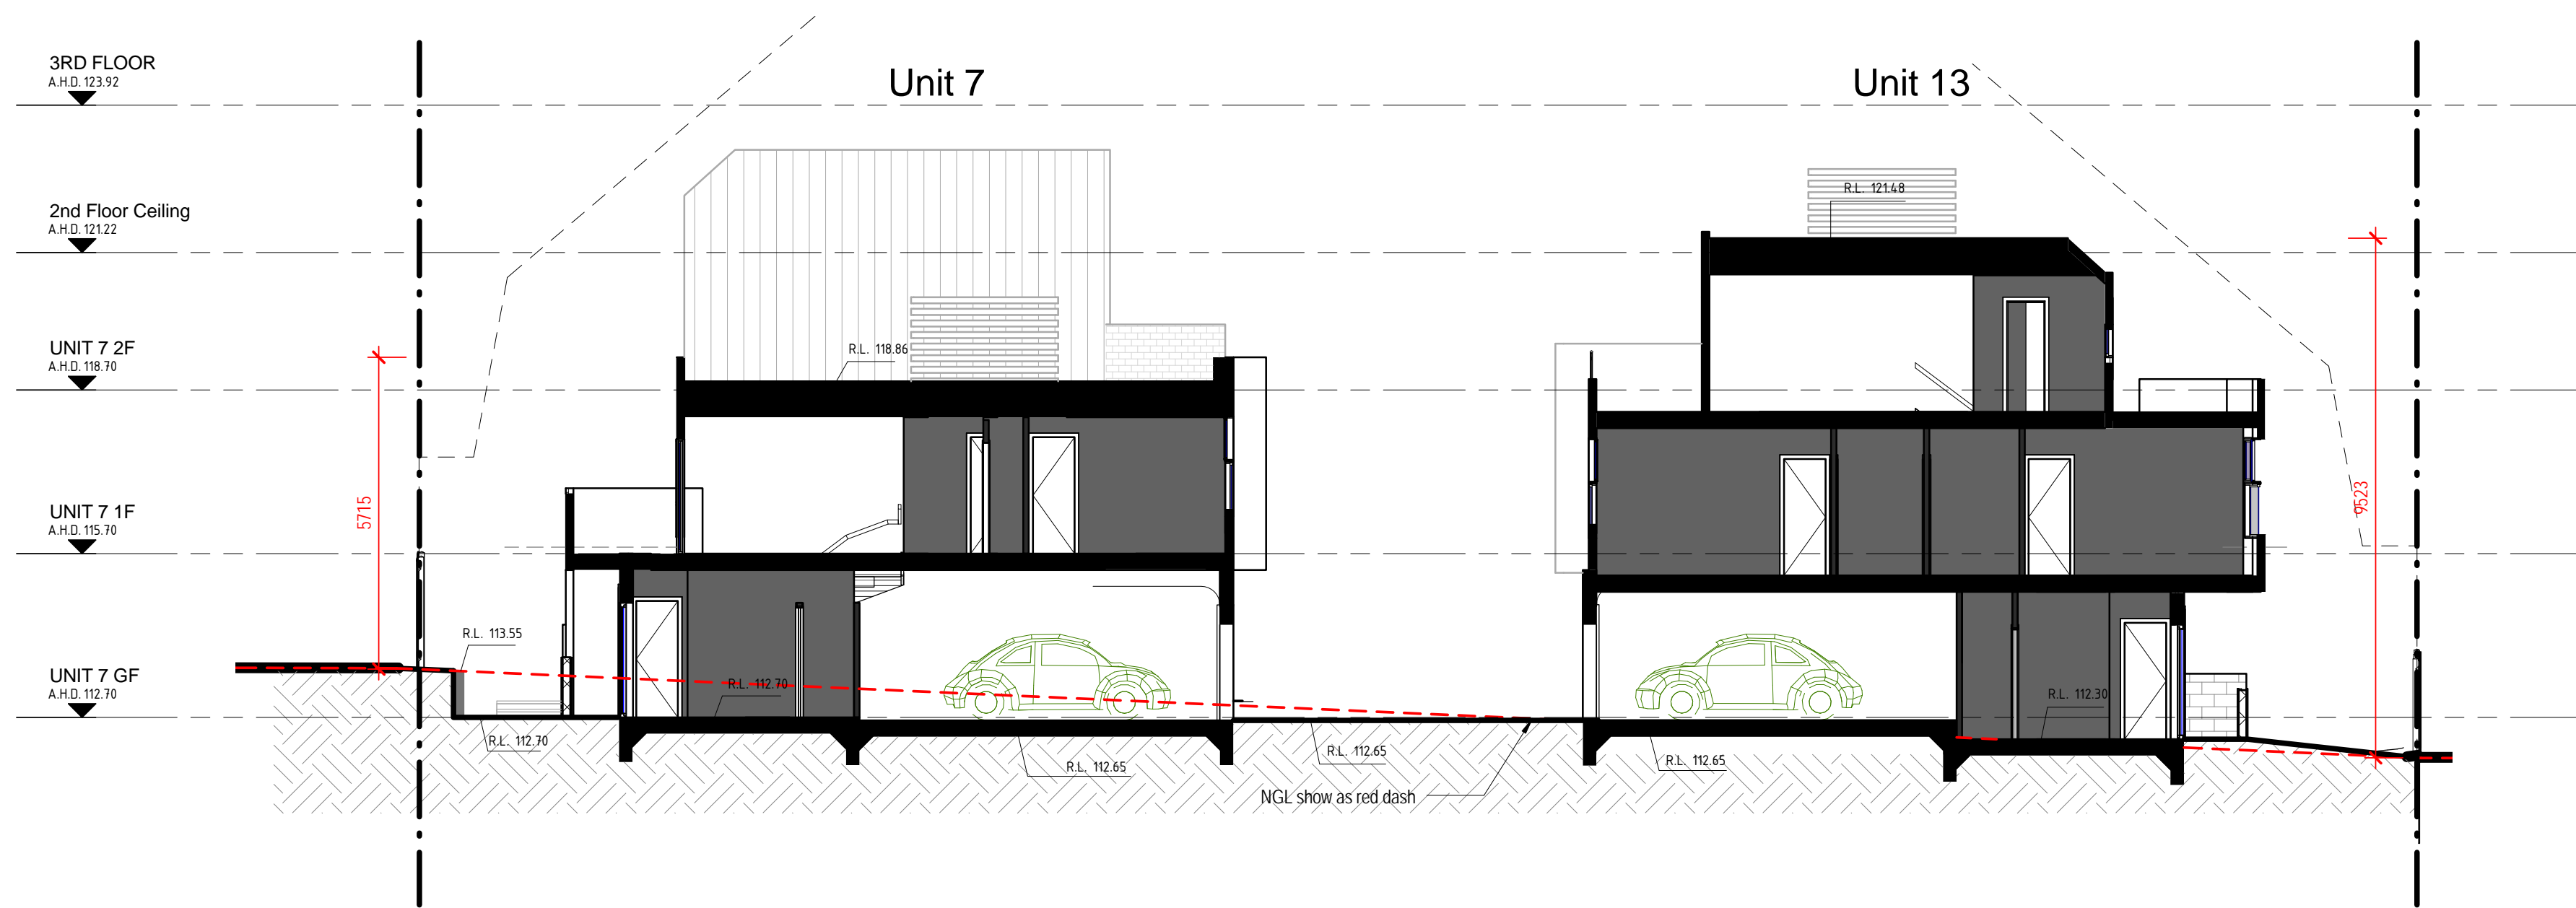 3RD FLOOR
A.H.D. 123.92
Unit 7
Unit 13
2nd Floor Ceiling
A.H.D. 121.22
R.L. 121.48
UNIT 7 2F
A.H.D. 118.70
R.L. 118.86
UNIT 7 1F
A.H.D. 115.70
5715
9523
R.L. 113.55
UNIT 7 GF
A.H.D. 112.70
R.L. 112.70
R.L. 112.30
R.L. 112.70
R.L. 112.65
R.L. 112.65
R.L. 112.65
NGL show as red dash